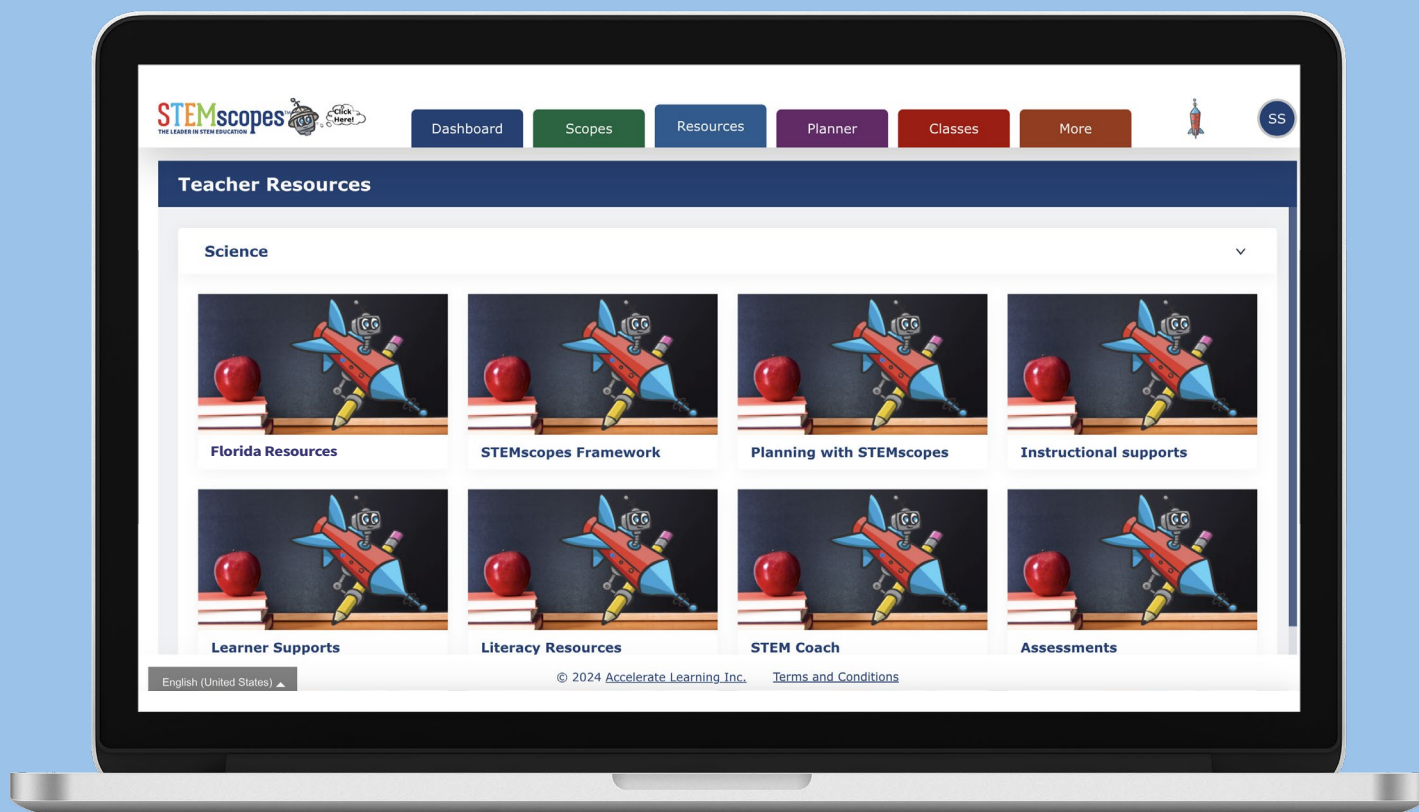 STEMscopes™
THE LEADER IN STEM EDUCATION
Click
Here!
Dashboard
Scopes
Resources
Planner
Classes
More
SS
Teacher Resources
Science
Florida Resources
STEMscopes Framework
Planning with STEMscopes
Instructional supports
Learner Supports
Literacy Resources
STEM Coach
Assessments
English (United States)
© 2024 Accelerate Learning Inc. Terms and Conditions